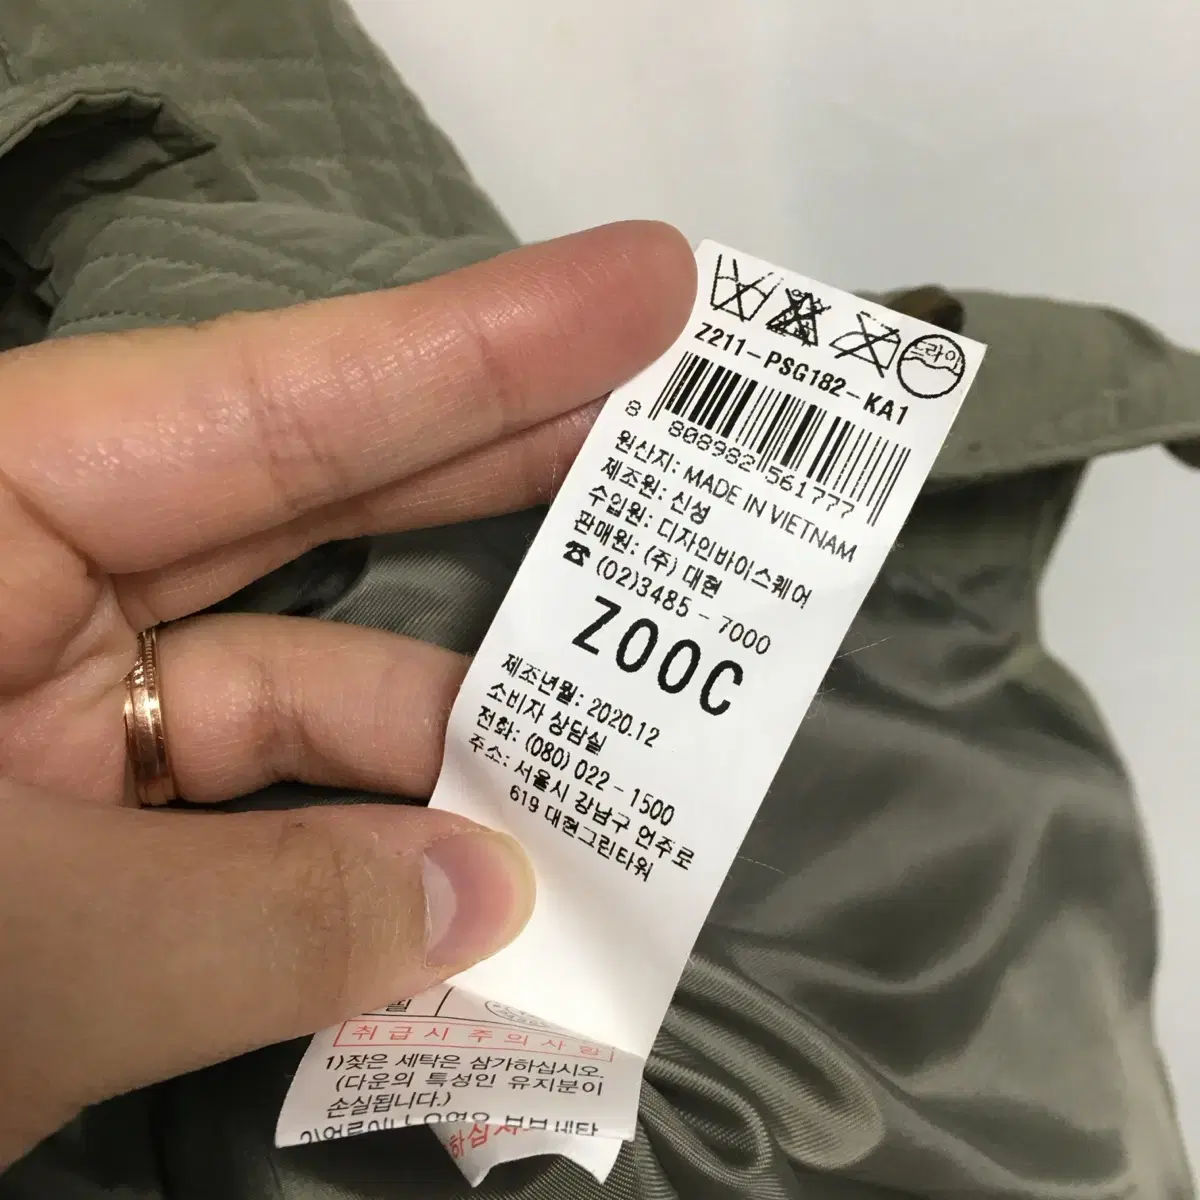 드라이
Z211-PSG182-KA1
8 808982 561777
원산지: MADE IN VIETNAM
제조원: 신성
수입원: 디자인바이스퀘어
판매원: (주) 대현
☎ (02)3485-7000
ZOOC
제조년월: 2020.12
소비자 상담실
전화: (080) 022-1500
주소: 서울시 강남구 언주로
619 대현그린타워
취급시주의사항
1)잦은 세탁은 삼가하십시오.
(다운의 특성인 유지분이
손실됩니다.)
하십시